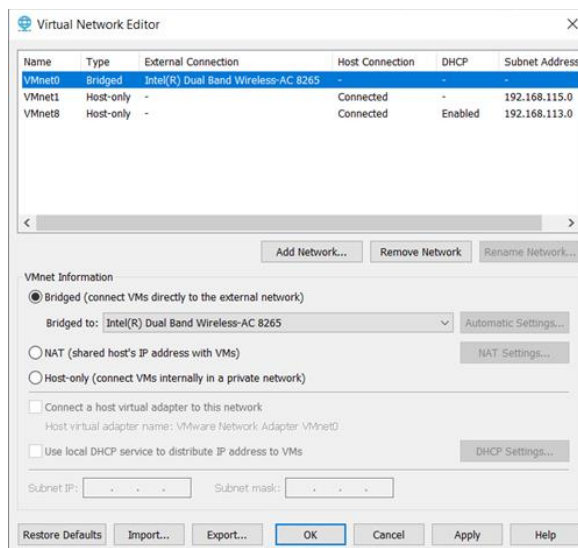 Virtual Network Editor
Name Type External Connection Host Connection DHCP Subnet Address
VMnet0 Bridged Intel(R) Dual Band Wireless-AC 8265 - - -
VMnet1 Host-only - Connected - 192.168.115.0
VMnet8 Host-only - Connected Enabled 192.168.113.0
Add Network... Remove Network Rename Network...
VMnet Information
Bridged (connect VMs directly to the external network)
Bridged to: Intel(R) Dual Band Wireless-AC 8265 Automatic Settings...
NAT (shared host's IP address with VMs) NAT Settings...
Host-only (connect VMs internally in a private network)
Connect a host virtual adapter to this network
Host virtual adapter name: VMware Network Adapter VMnet0
Use local DHCP service to distribute IP address to VMs DHCP Settings...
Subnet IP: . . . Subnet mask: . . .
Restore Defaults Import... Export... OK Cancel Apply Help